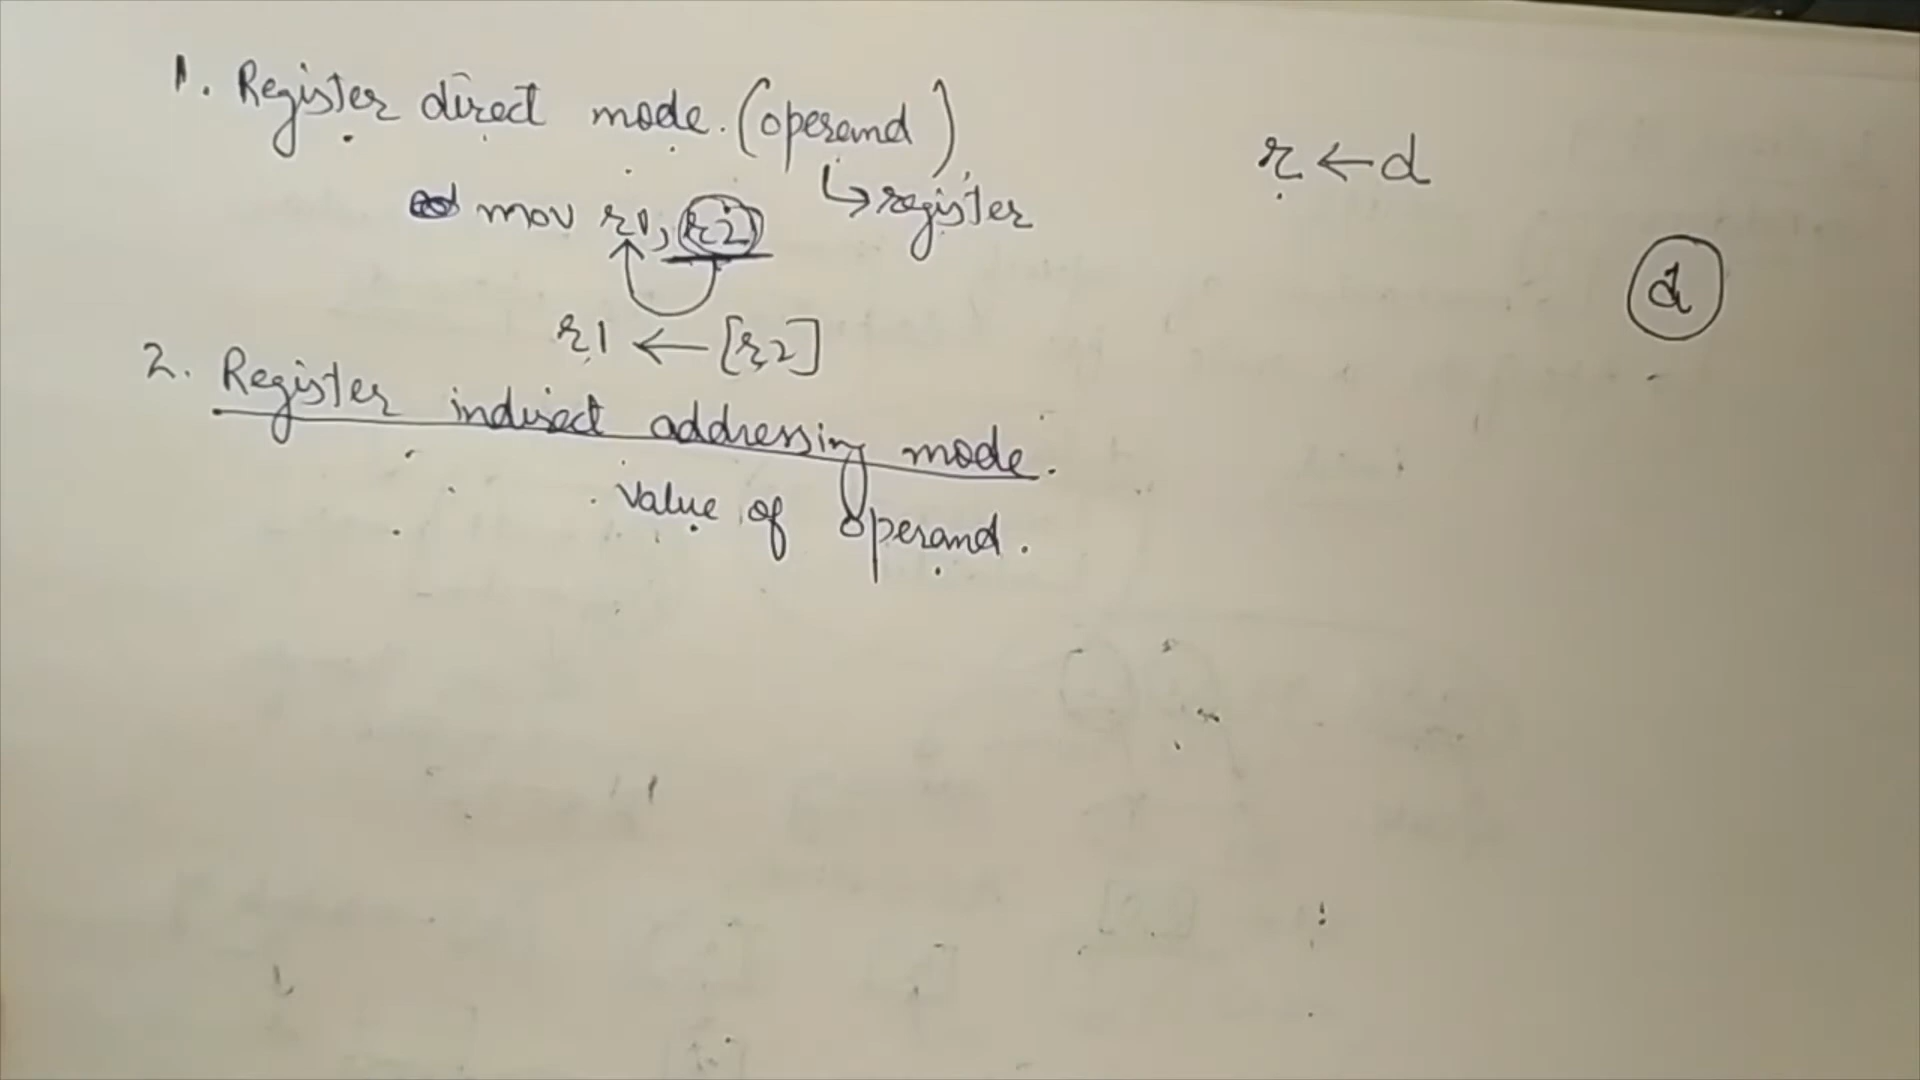 1. Register direct mode. (operand)
↳ register
r ← d
mov r1, r2
d
r1 ← [r2]
2. Register indirect addressing mode.
value of operand.